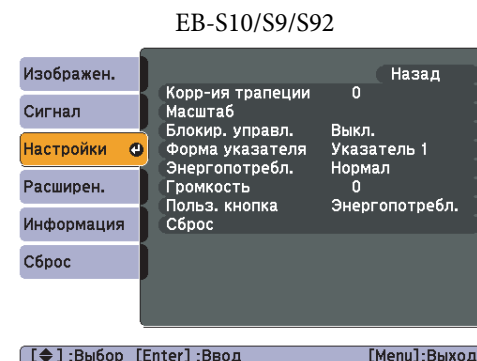 EB-S10/S9/S92
Изображен.
Сигнал
Настройки
Расширен.
Информация
Сброс
Назад
Корр-ия трапеции 0
Масштаб
Блокир. управл. Выкл.
Форма указателя Указатель 1
Энергопотребл. Нормал
Громкость 0
Польз. кнопка Энергопотребл.
Сброс
[◆] :Выбор [Enter] :Ввод [Menu]:Выход